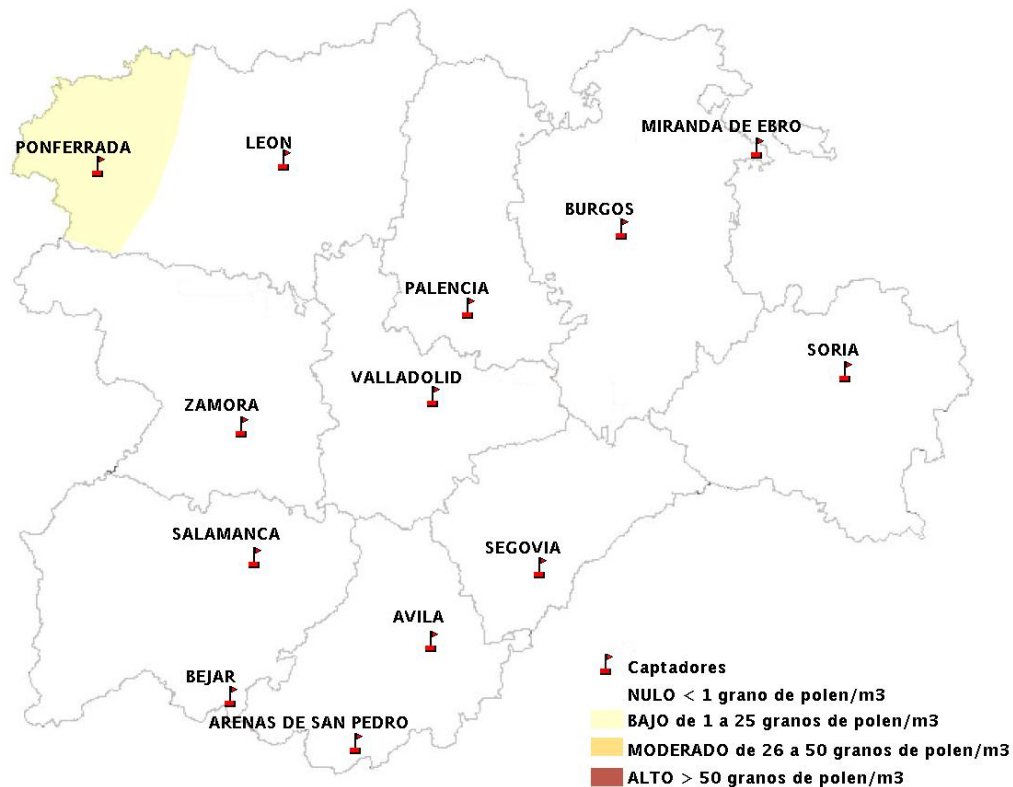 MIRANDA DE EBRO
PONFERRADA
LEON
BURGOS
PALENCIA
SORIA
VALLADOLID
ZAMORA
SALAMANCA
SEGOVIA
AVILA
BEJAR
ARENAS DE SAN PEDRO
Captadores
NULO < 1 grano de polen/m3
BAJO de 1 a 25 granos de polen/m3
MODERADO de 26 a 50 granos de polen/m3
ALTO > 50 granos de polen/m3